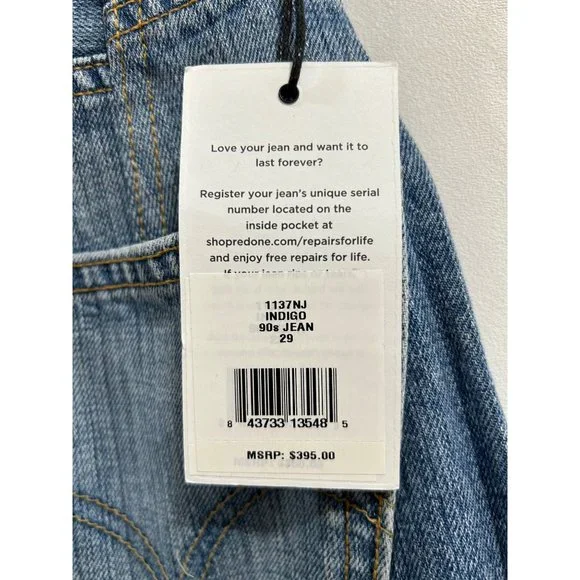 Love your jean and want it to
last forever?
Register your jean's unique serial
number located on the
inside pocket at
shopredone.com/repairsforlife
and enjoy free repairs for life.
1137NJ
INDIGO
90s JEAN
29
8 43733 13548 5
MSRP: $395.00